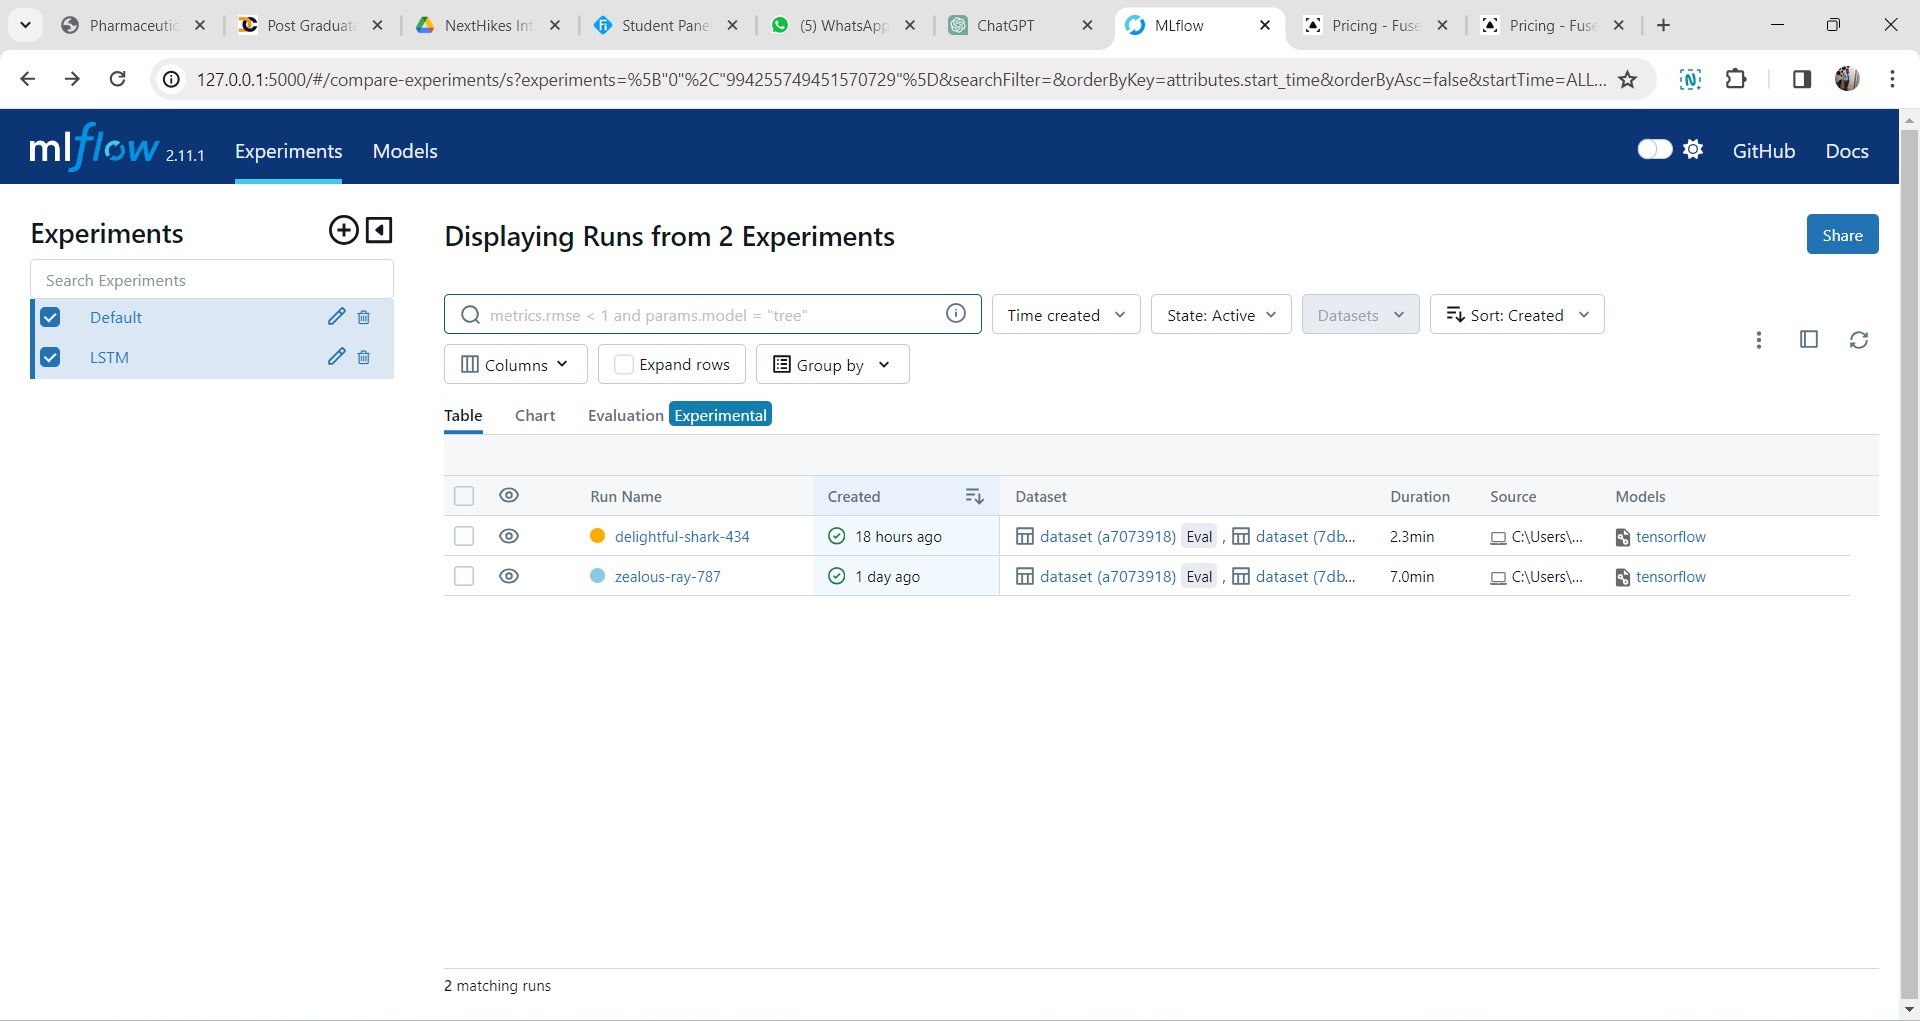 Pharmaceutic
Post Graduate
NextHikes Int
Student Pane
(5) WhatsApp
ChatGPT
MLflow
Pricing - Fuse
Pricing - Fuse
127.0.0.1:5000/#/compare-experiments/s?experiments=%5B"0"%2C"994255749451570729"%5D&searchFilter=&orderByKey=attributes.start_time&orderByAsc=false&startTime=ALL...
mlflow 2.11.1 Experiments Models GitHub Docs
Experiments
Search Experiments
Default
LSTM
Displaying Runs from 2 Experiments
Share
metrics.rmse < 1 and params.model = "tree"
Time created
State: Active
Datasets
Sort: Created
Columns
Expand rows
Group by
Table Chart Evaluation Experimental
Run Name Created Dataset Duration Source Models
delightful-shark-434 18 hours ago dataset (a7073918) Eval , dataset (7db... 2.3min C:\Users\... tensorflow
zealous-ray-787 1 day ago dataset (a7073918) Eval , dataset (7db... 7.0min C:\Users\... tensorflow
2 matching runs